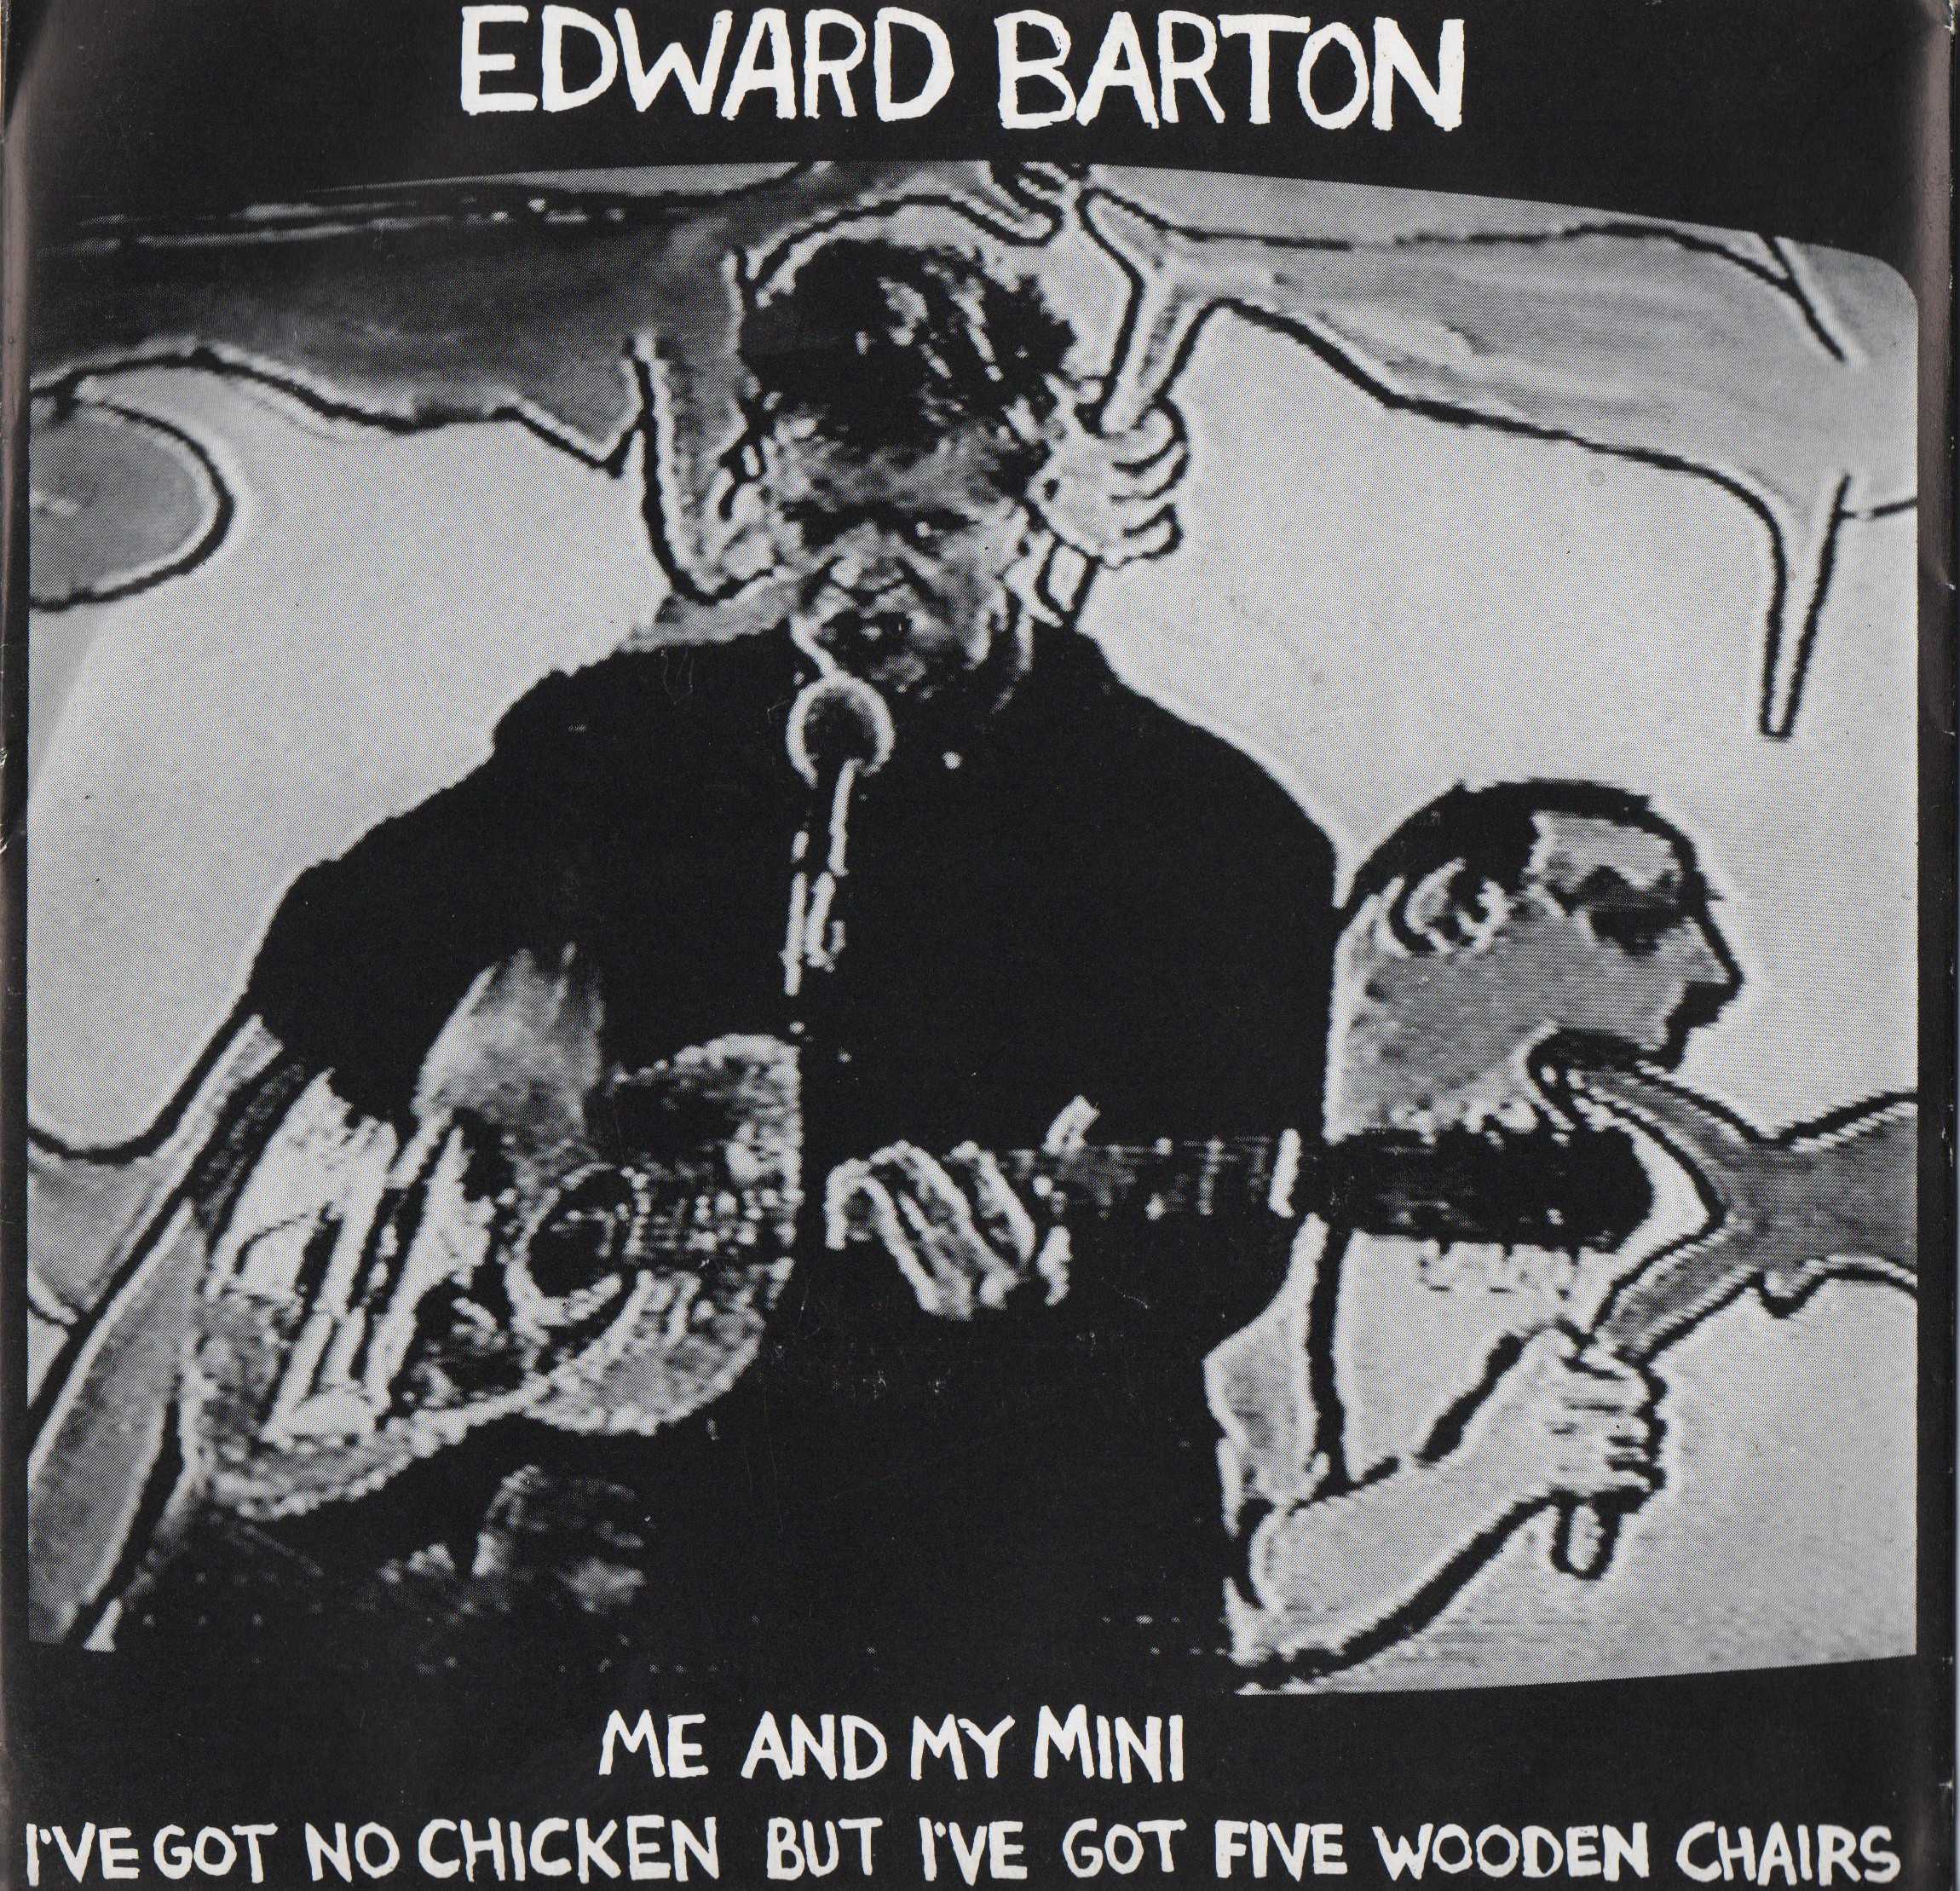 EDWARD BARTON
ME AND MY MINI
I'VE GOT NO CHICKEN BUT I'VE GOT FIVE WOODEN CHAIRS